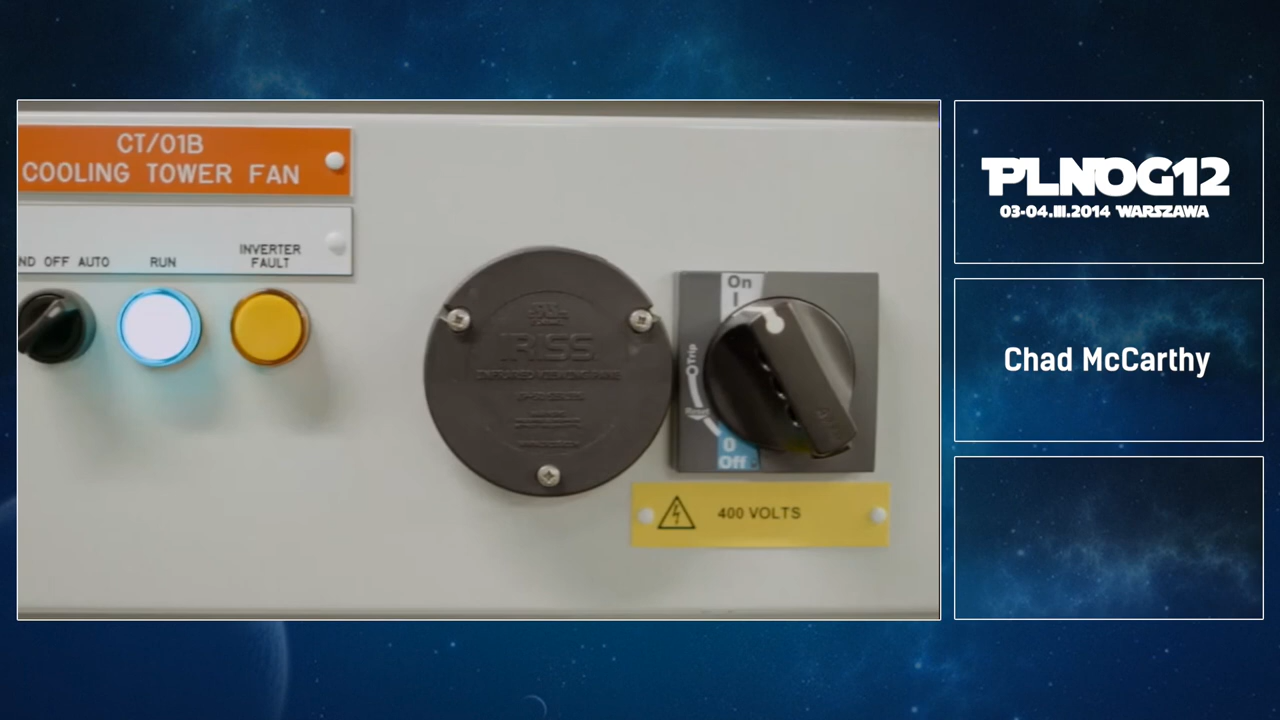 CT/01B
COOLING TOWER FAN
ND OFF AUTO
RUN
INVERTER
FAULT
IRISS
On
I
Trip
0
Off
400 VOLTS
PLNOG12
03-04.III.2014 WARSZAWA
Chad McCarthy